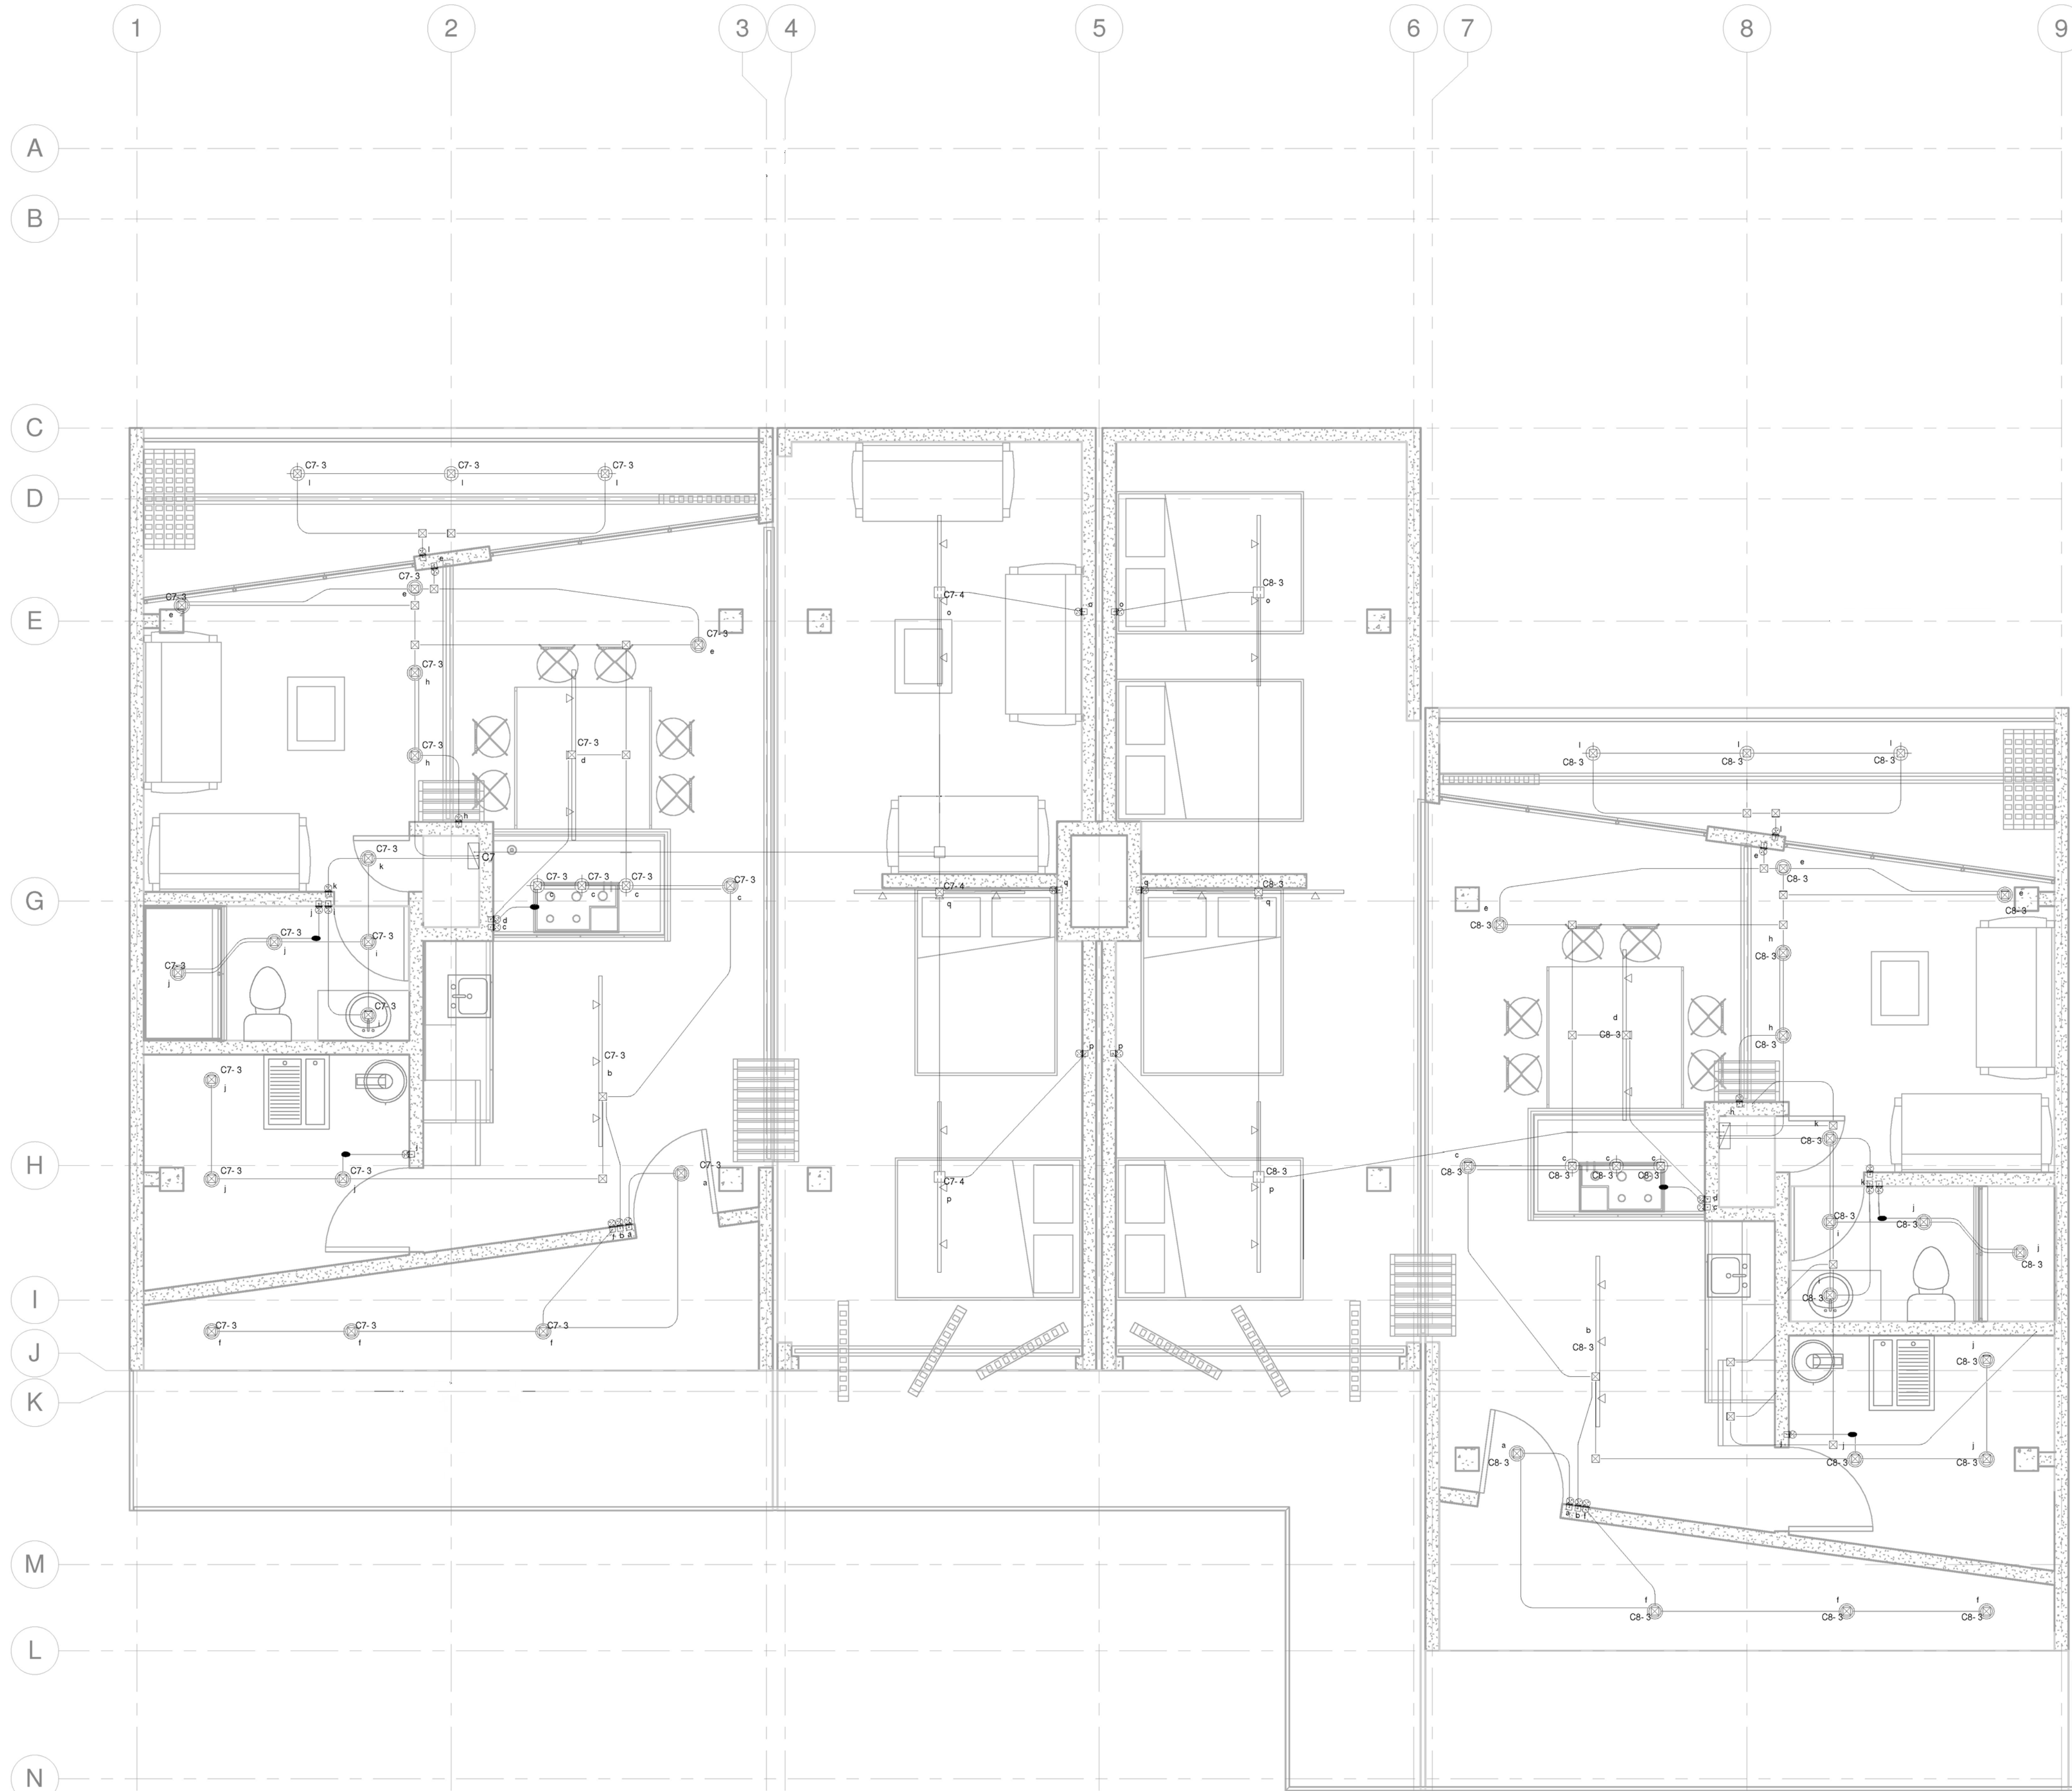 1 2 3 4 5 6 7 8 9
A
B
C
C7- 3 C7- 3 C7- 3
l l l
D
l
e
C7- 3
e
C7- 3
e
C7- 4
o
o o
C8- 3
o
E
C7- 3
e
C7- 3
h
C7- 3
d
C7- 3
h
h
l l l
C8- 3 C8- 3 C8- 3
C7- 3
k
C7
e
e
C8- 3
k
C7- 3 C7- 3 C7- 3 C7- 3
c c c c
C7- 4
q
q q
C8- 3
q
G
e
C8- 3
e
C8- 3
j
d
c
C7- 3
j
C7- 3
i
h
C8- 3
C7- 3
j
C7- 3
d
C8- 3
h
C8- 3
C7- 3
b
p p
C7- 3
j
h
k
C8- 3
H
C7- 3
j
C7- 3
j
C7- 3
a
C7- 4
p
C8- 3
p
c c c c
C8- 3 C8- 3 C8- 3 C8- 3
k
d
c
f b a
C8- 3
i
j
C8- 3
j
C8- 3
I
C8- 3
C7- 3 C7- 3 C7- 3
f f f
b
C8- 3
j
C8- 3
J
K
a
C8- 3
j
C8- 3
j
C8- 3
a b f
M
f f f
C8- 3 C8- 3 C8- 3
L
N